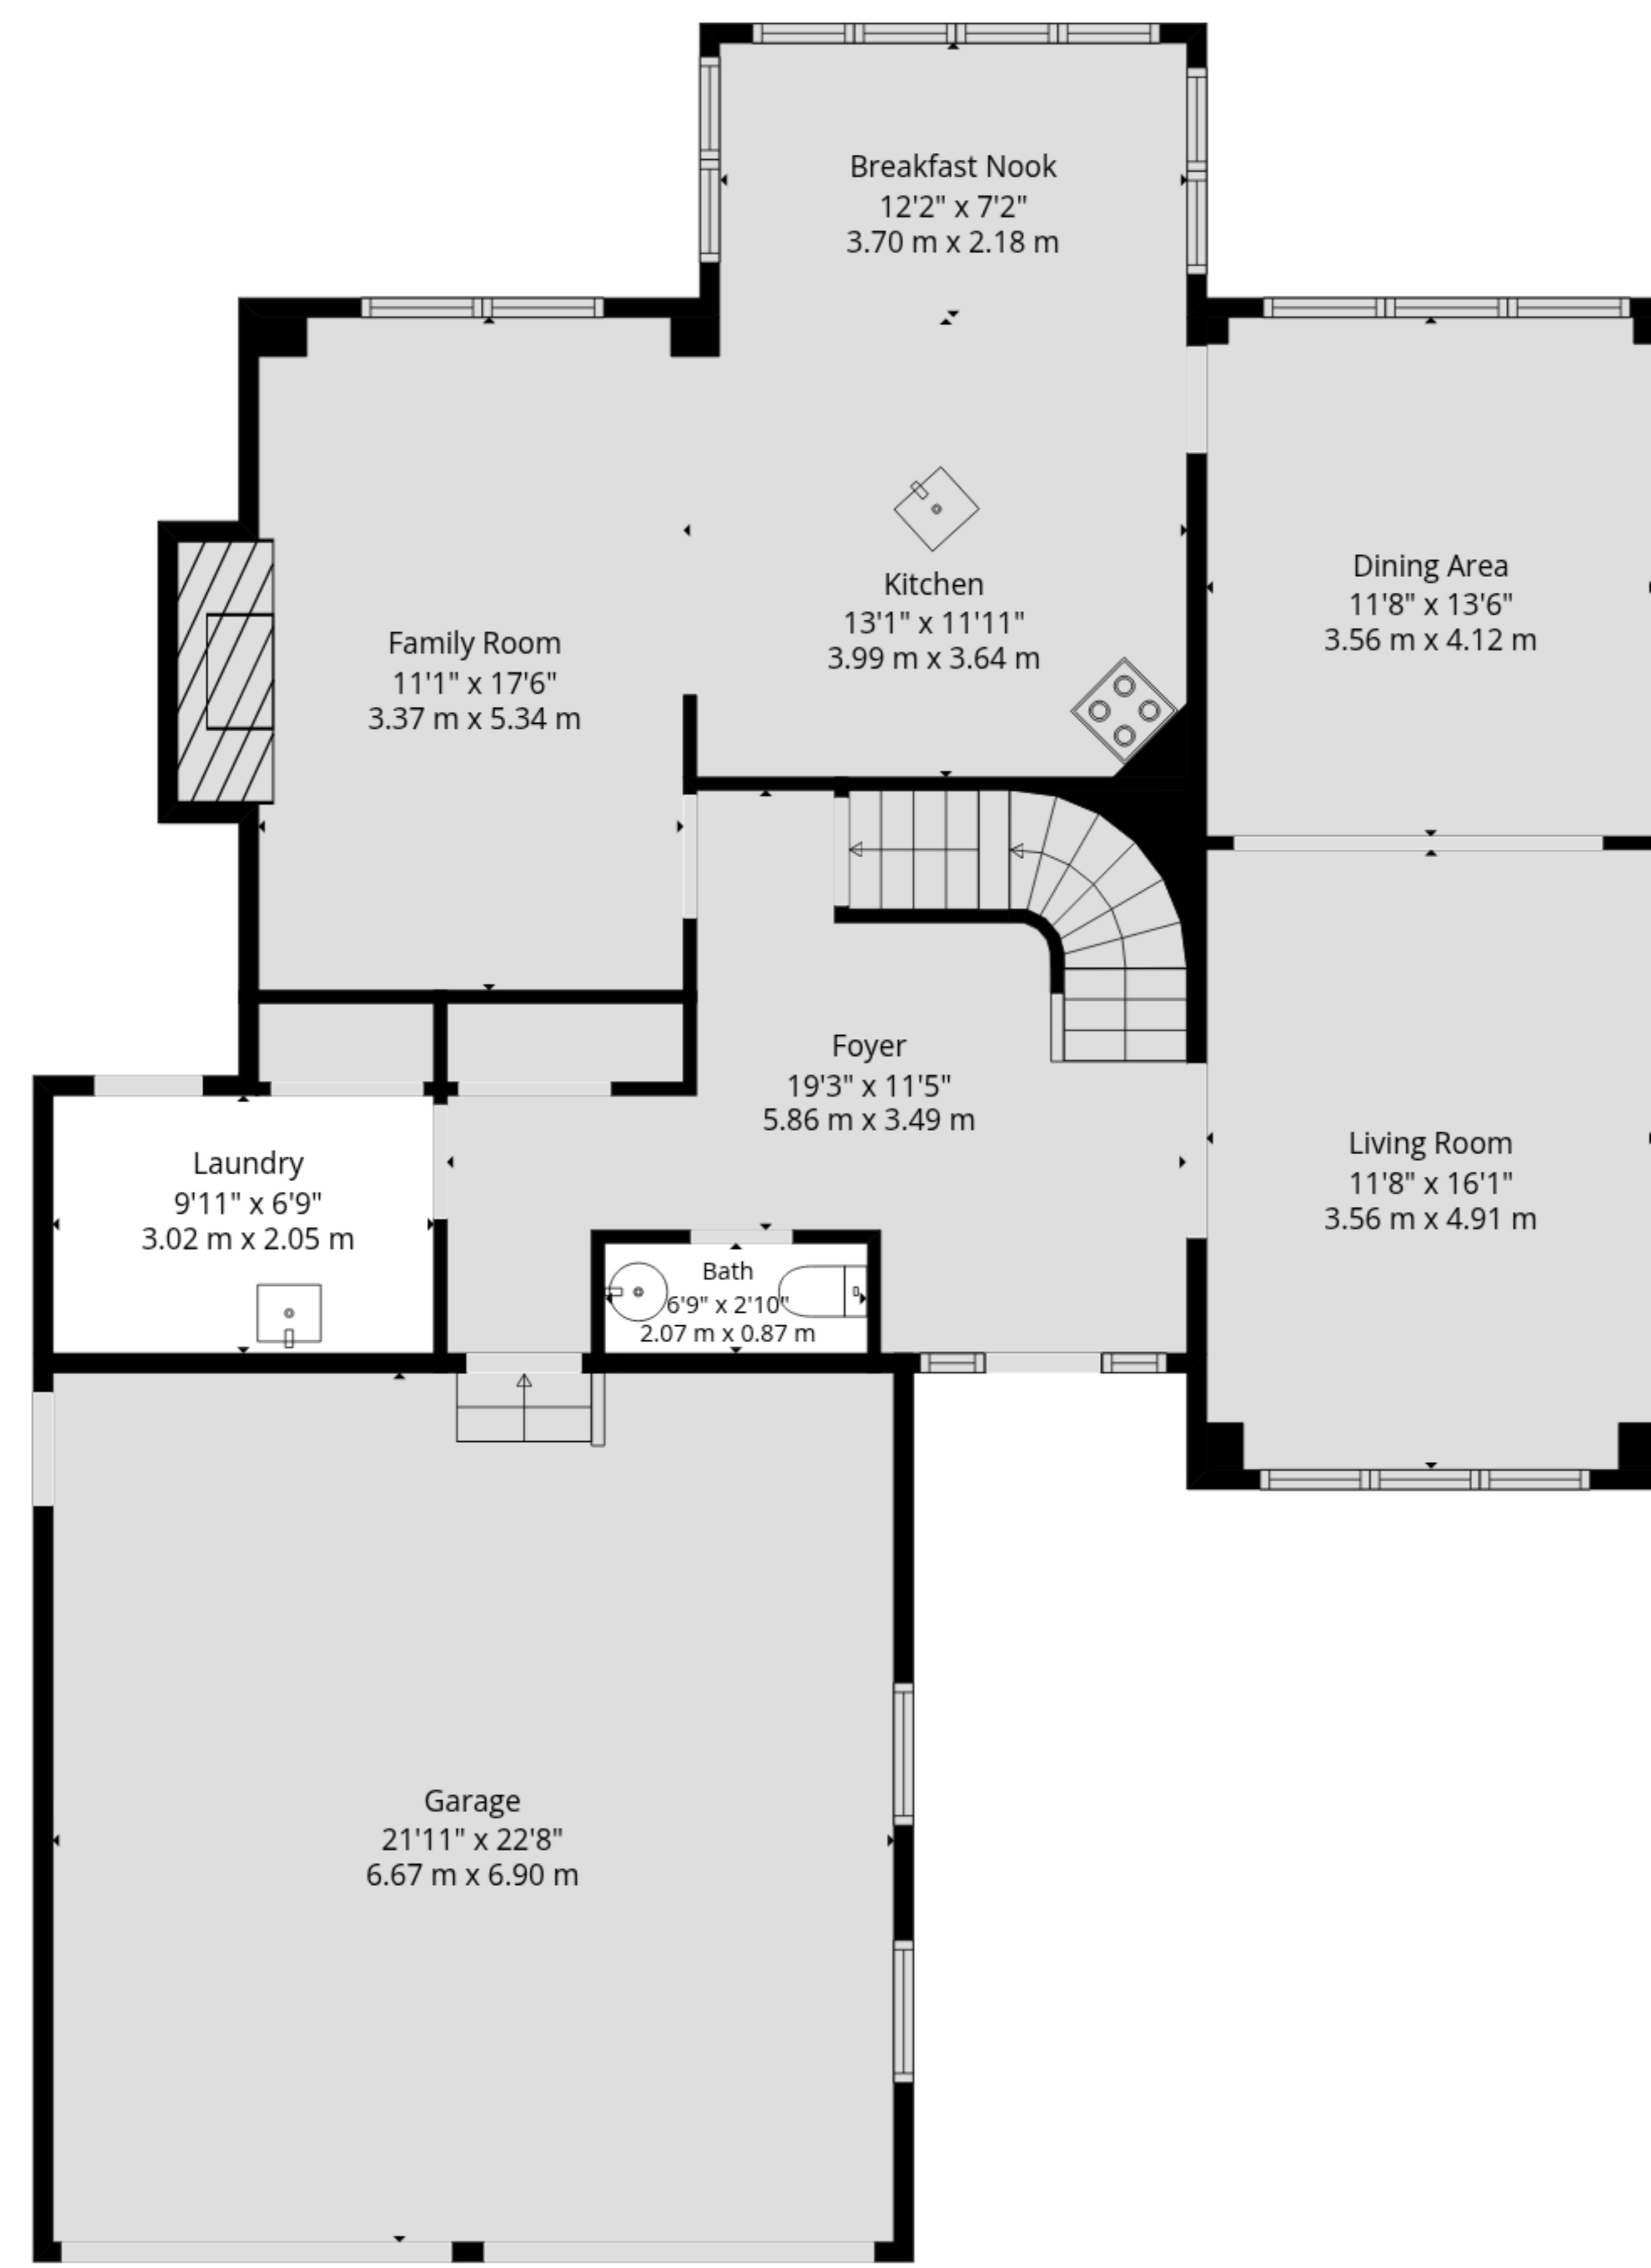 Breakfast Nook
12'2" x 7'2"
3.70 m x 2.18 m
Dining Area
11'8" x 13'6"
3.56 m x 4.12 m
Kitchen
13'1" x 11'11"
3.99 m x 3.64 m
Family Room
11'1" x 17'6"
3.37 m x 5.34 m
Foyer
19'3" x 11'5"
5.86 m x 3.49 m
Living Room
11'8" x 16'1"
3.56 m x 4.91 m
Laundry
9'11" x 6'9"
3.02 m x 2.05 m
Bath
6'9" x 2'10"
2.07 m x 0.87 m
Garage
21'11" x 22'8"
6.67 m x 6.90 m